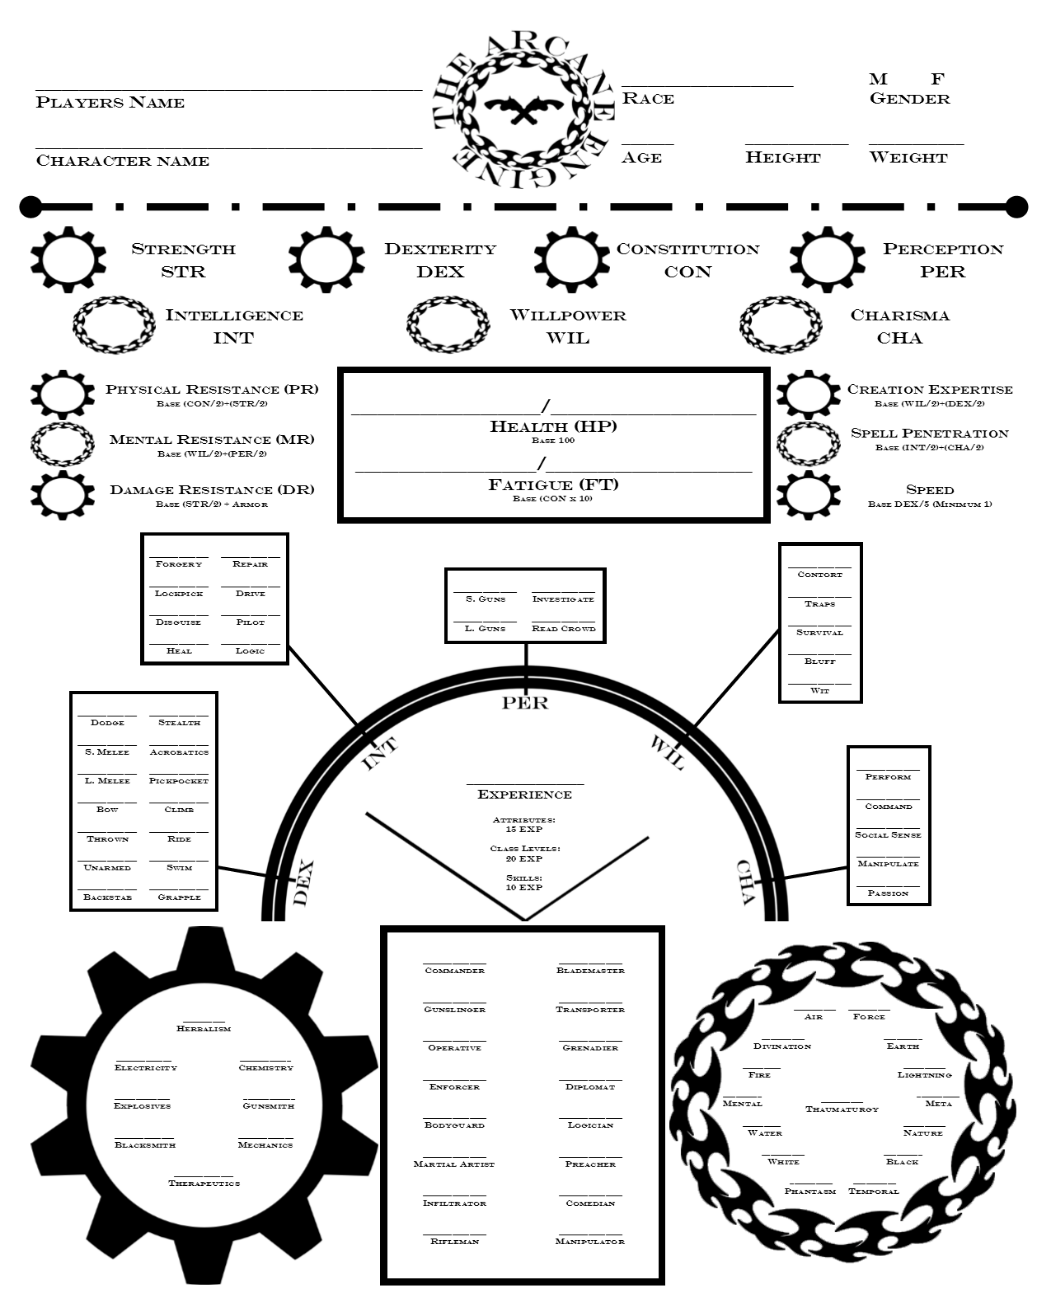 THE ARCANE ENGINE
PLAYERS NAME
RACE
M F
GENDER
CHARACTER NAME
AGE
HEIGHT
WEIGHT
STRENGTH
STR
DEXTERITY
DEX
CONSTITUTION
CON
PERCEPTION
PER
INTELLIGENCE
INT
WILLPOWER
WIL
CHARISMA
CHA
PHYSICAL RESISTANCE (PR)
BASE (CON/2)+(STR/2)
MENTAL RESISTANCE (MR)
BASE (WIL/2)+(PER/2)
DAMAGE RESISTANCE (DR)
BASE (STR/2) + ARMOR
/
HEALTH (HP)
BASE 100
/
FATIGUE (FT)
BASE (CON X 10)
CREATION EXPERTISE
BASE (WIL/2)+(DEX/2)
SPELL PENETRATION
BASE (INT/2)+(CHA/2)
SPEED
BASE DEX/5 (MINIMUM 1)
FORGERY REPAIR
LOCKPICK DRIVE
DISGUISE PILOT
HEAL LOGIC
S. GUNS INVESTIGATE
L. GUNS READ CROWD
CONTORT
TRAPS
SURVIVAL
BLUFF
WIT
DODGE STEALTH
S. MELEE ACROBATICS
L. MELEE PICKPOCKET
BOW CLIMB
THROWN RIDE
UNARMED SWIM
BACKSTAB GRAPPLE
DEX
INT
PER
WIL
CHA
PERFORM
COMMAND
SOCIAL SENSE
MANIPULATE
PASSION
EXPERIENCE
ATTRIBUTES:
15 EXP
CLASS LEVELS:
20 EXP
SKILLS:
10 EXP
HERBALISM
ELECTRICITY CHEMISTRY
EXPLOSIVES GUNSMITH
BLACKSMITH MECHANICS
THERAPEUTICS
COMMANDER BLADEMASTER
GUNSLINGER TRANSPORTER
OPERATIVE GRENADIER
ENFORCER DIPLOMAT
BODYGUARD LOGICIAN
MARTIAL ARTIST PREACHER
INFILTRATOR COMEDIAN
RIFLEMAN MANIPULATOR
AIR FORCE
DIVINATION EARTH
FIRE LIGHTNING
MENTAL THAUMATURGY META
WATER NATURE
WHITE BLACK
PHANTASM TEMPORAL